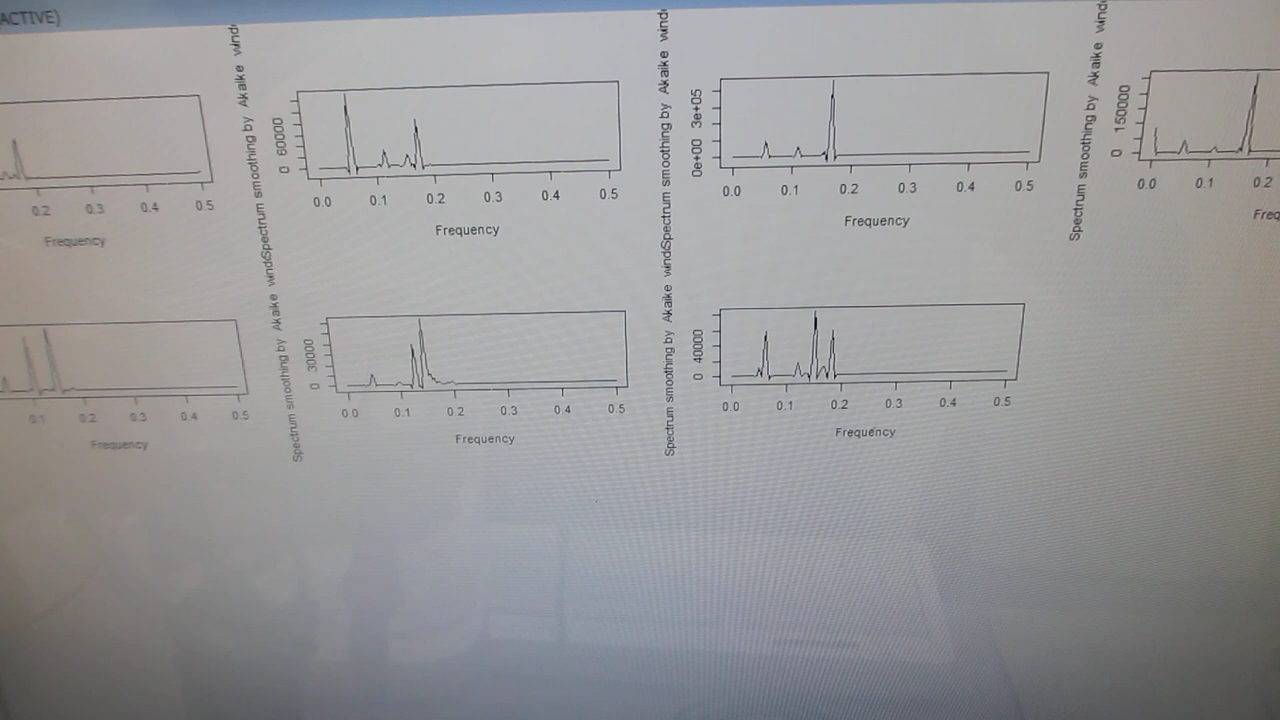 ACTIVE)
0.2 0.3 0.4 0.5
Frequency
Spectrum smoothing by Akaike wind
0 60000
0.0 0.1 0.2 0.3 0.4 0.5
Frequency
Spectrum smoothing by Akaike wind
0e+00 3e+05
0.0 0.1 0.2 0.3 0.4 0.5
Frequency
Spectrum smoothing by Akaike wind
0 150000
0.0 0.1 0.2
Freq
0.1 0.2 0.3 0.4 0.5
Frequency
Spectrum smoothing by Akaike wind
0 30000
0.0 0.1 0.2 0.3 0.4 0.5
Frequency
Spectrum smoothing by Akaike wind
0 40000
0.0 0.1 0.2 0.3 0.4 0.5
Frequency